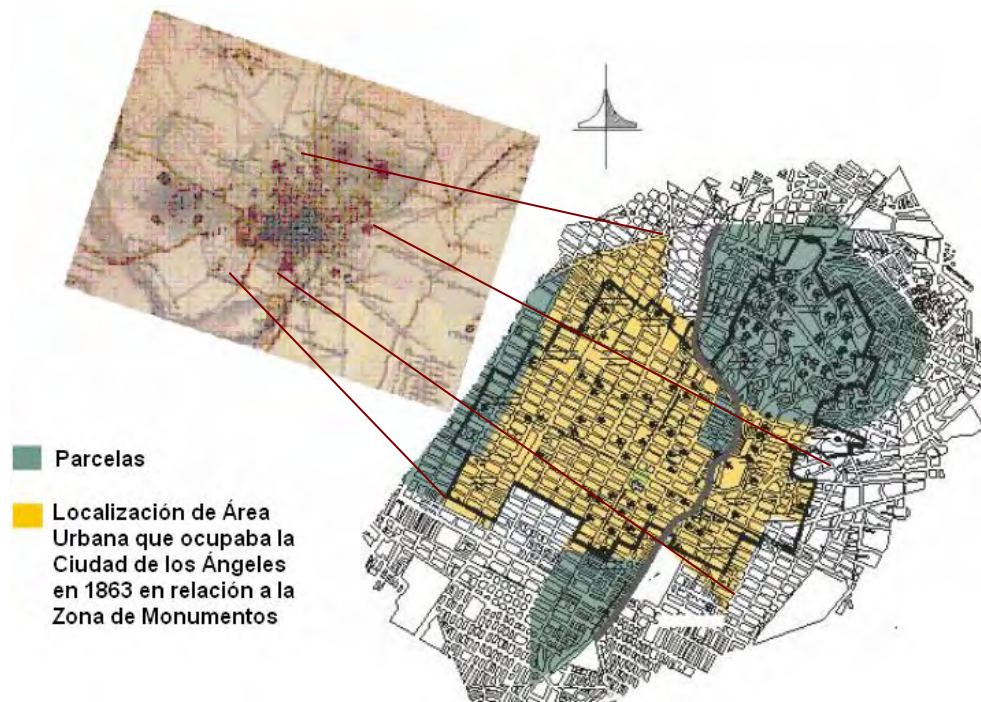 Parcelas
Localización de Área
Urbana que ocupaba la
Ciudad de los Ángeles
en 1863 en relación a la
Zona de Monumentos